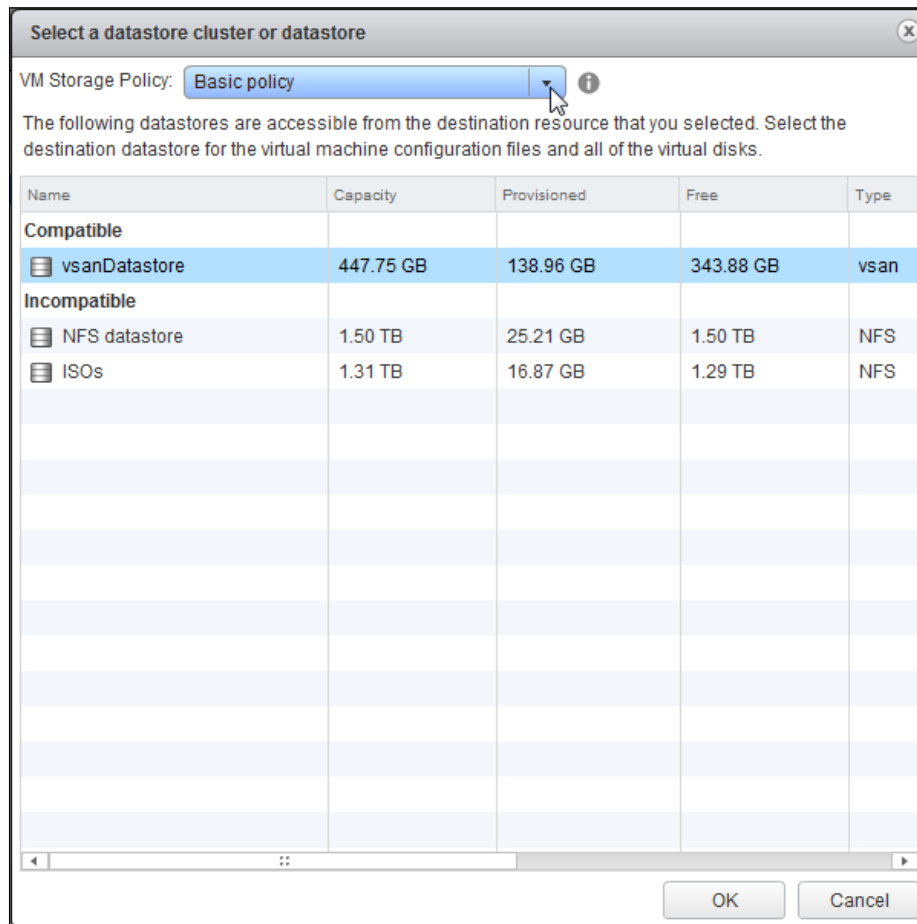 Select a datastore cluster or datastore
VM Storage Policy: Basic policy
The following datastores are accessible from the destination resource that you selected. Select the
destination datastore for the virtual machine configuration files and all of the virtual disks.
Name Capacity Provisioned Free Type
Compatible
vsanDatastore 447.75 GB 138.96 GB 343.88 GB vsan
Incompatible
NFS datastore 1.50 TB 25.21 GB 1.50 TB NFS
ISOs 1.31 TB 16.87 GB 1.29 TB NFS
OK Cancel